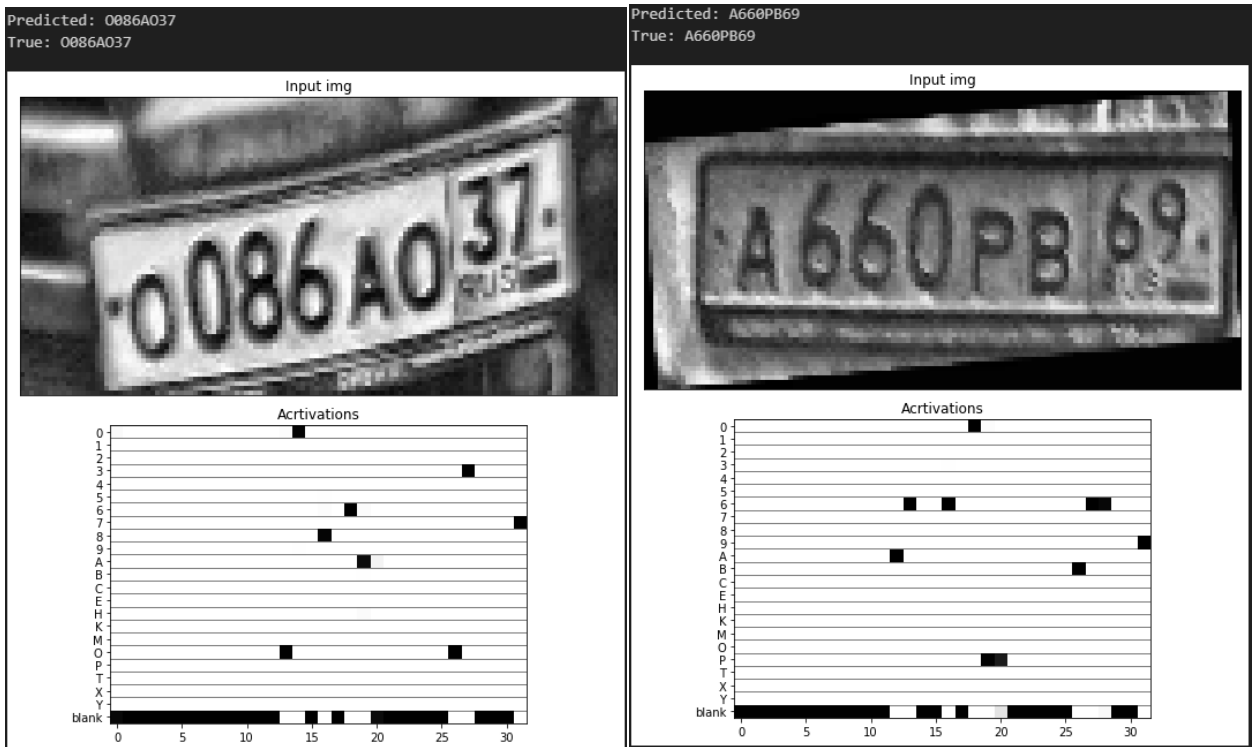 Predicted: O086AO37
True: O086AO37
Input img
O086AO 37
RUS
Acrtivations
0
1
2
3
4
5
6
7
8
9
A
B
C
E
H
K
M
O
P
T
X
Y
blank
0 5 10 15 20 25 30
Predicted: A660PB69
True: A660PB69
Input img
A660PB 69
RUS
Acrtivations
0
1
2
3
4
5
6
7
8
9
A
B
C
E
H
K
M
O
P
T
X
Y
blank
0 5 10 15 20 25 30